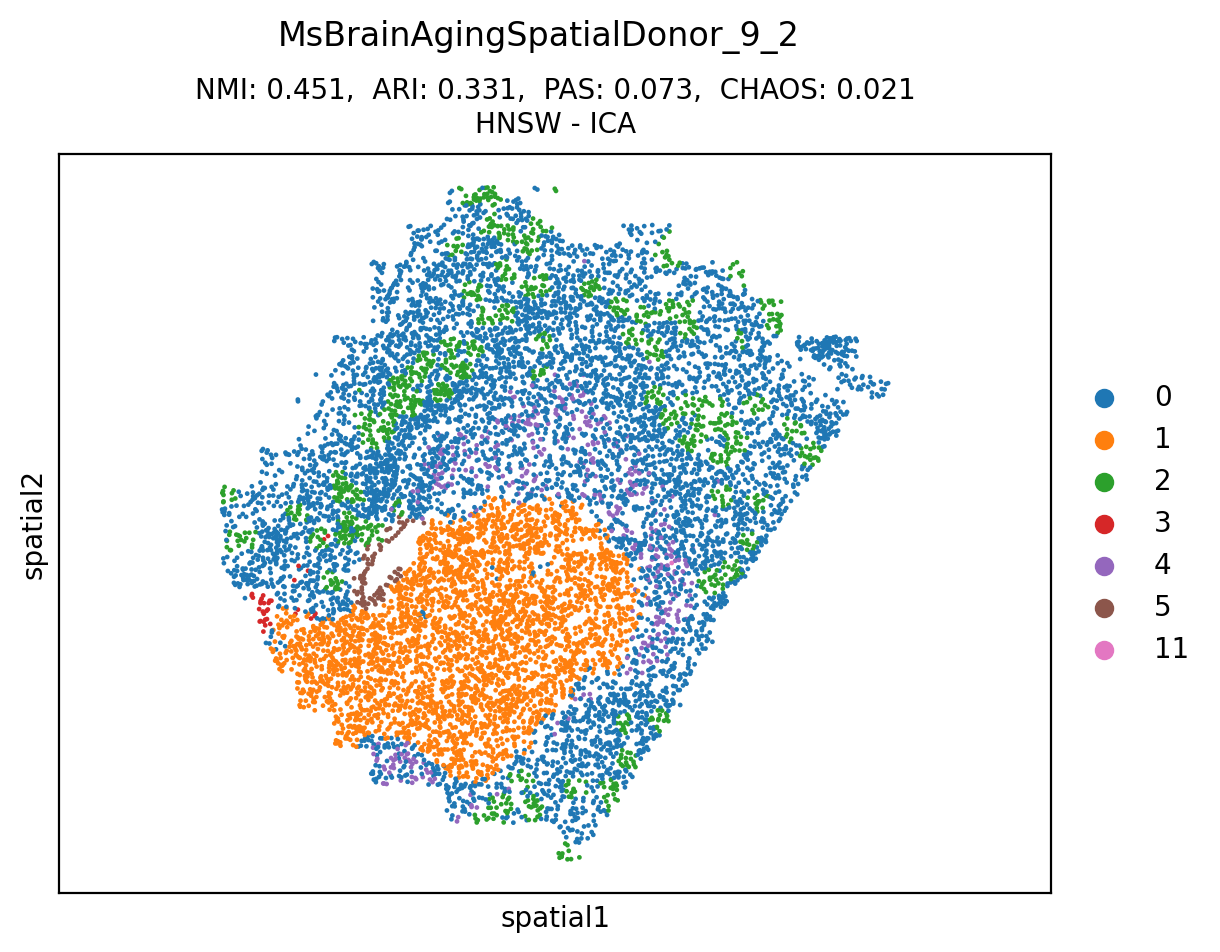 MsBrainAgingSpatialDonor_9_2
NMI: 0.451,  ARI: 0.331,  PAS: 0.073,  CHAOS: 0.021
HNSW - ICA
spatial2
0
1
2
3
4
5
11
spatial1